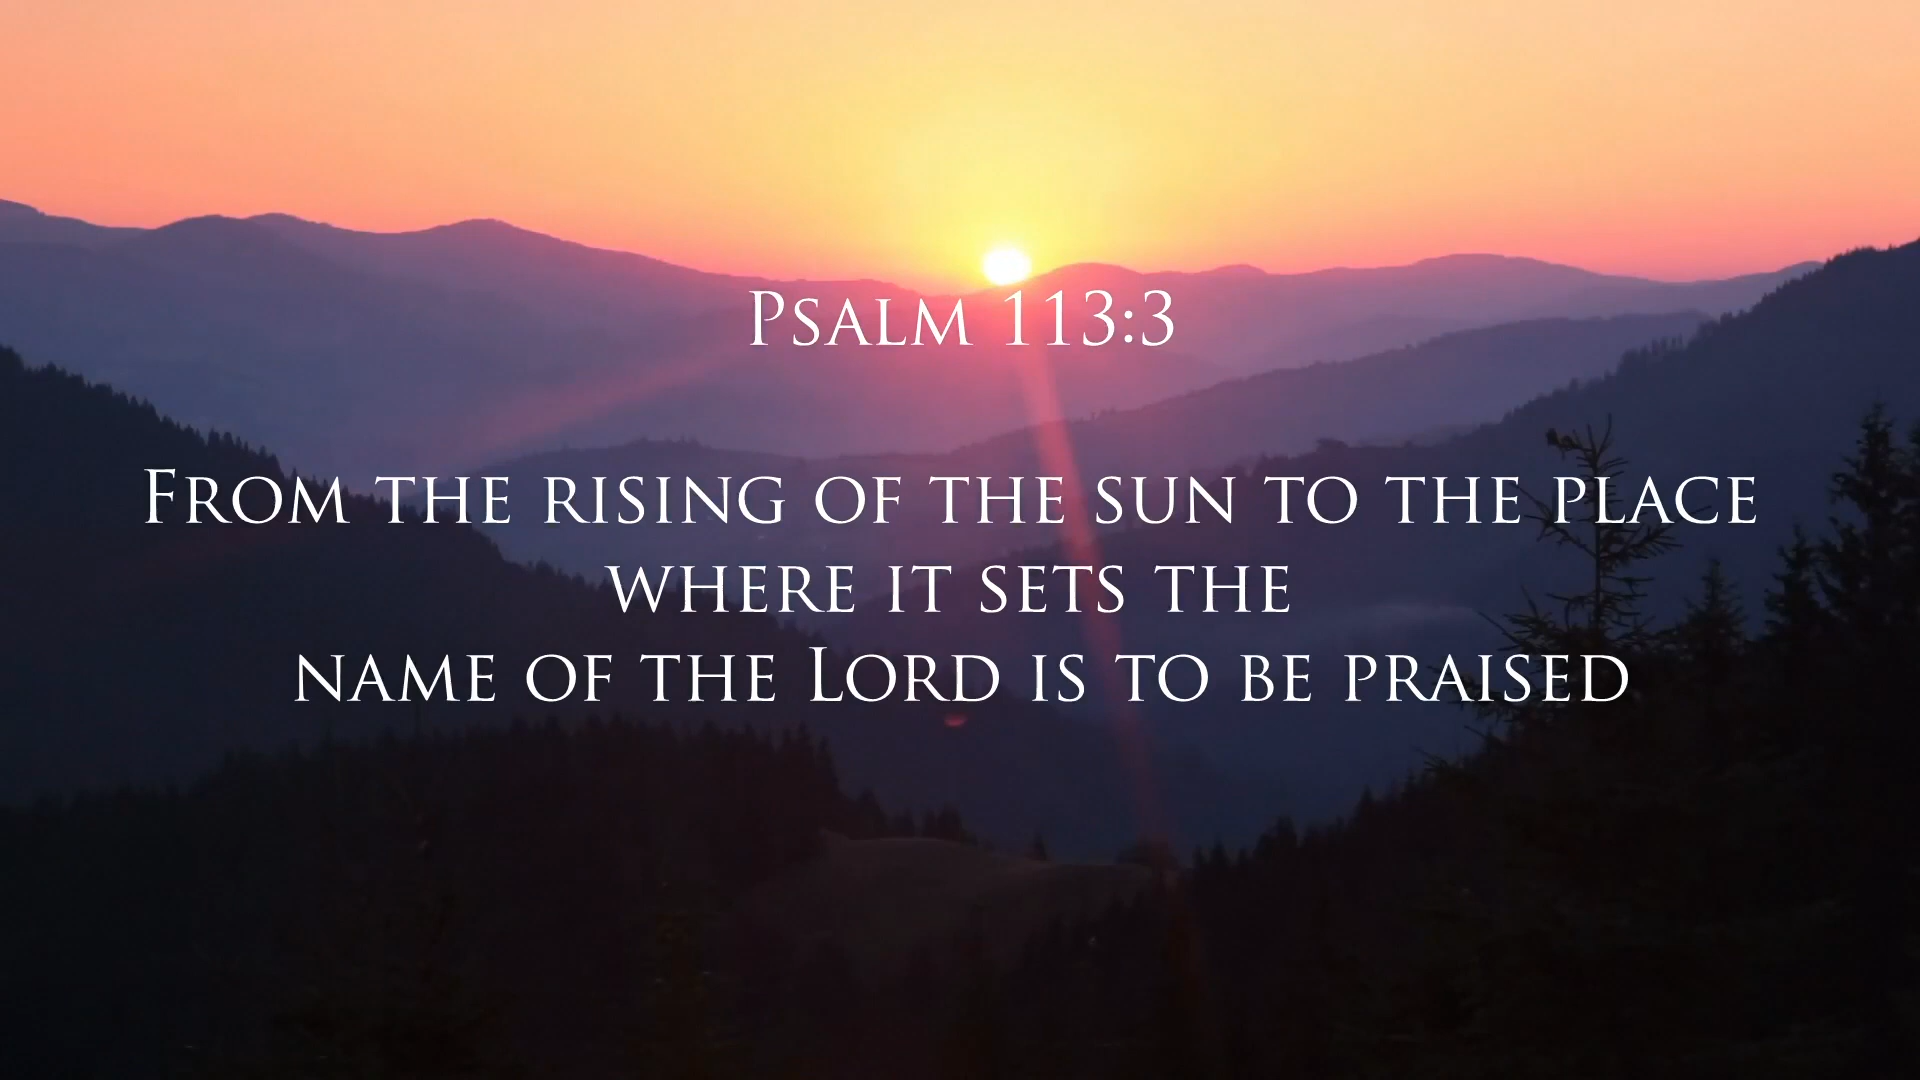 Psalm 113:3
From the rising of the sun to the place
where it sets the
name of the Lord is to be praised